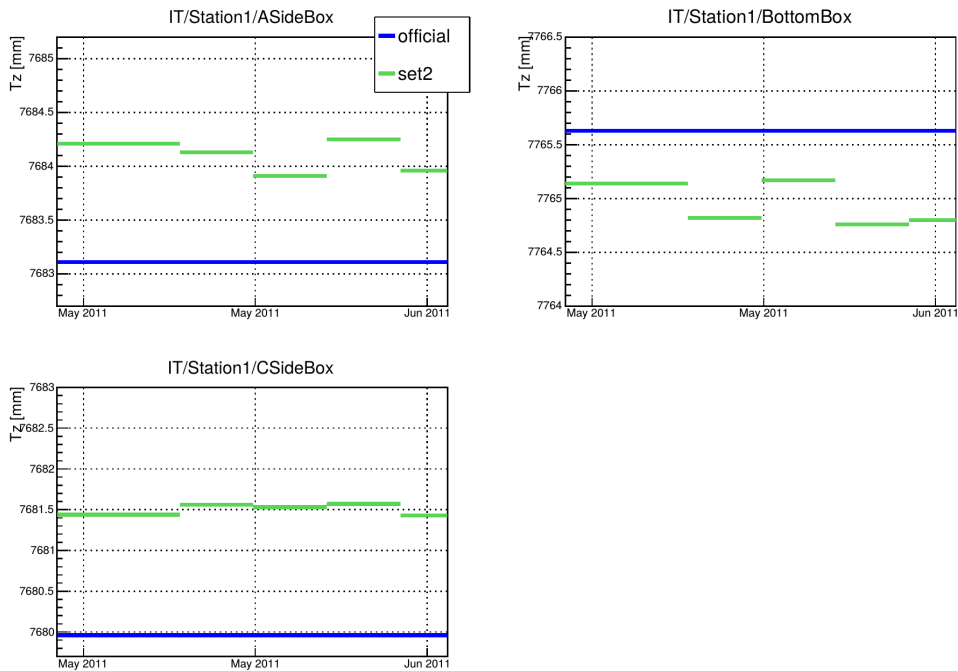 IT/Station1/ASideBox
Tz [mm]
7685
7684.5
7684
7683.5
7683
May 2011
May 2011
Jun 2011
official
set2
IT/Station1/BottomBox
Tz [mm]
7766.5
7766
7765.5
7765
7764.5
7764
May 2011
May 2011
Jun 2011
IT/Station1/CSideBox
Tz [mm]
7683
7682.5
7682
7681.5
7681
7680.5
7680
May 2011
May 2011
Jun 2011